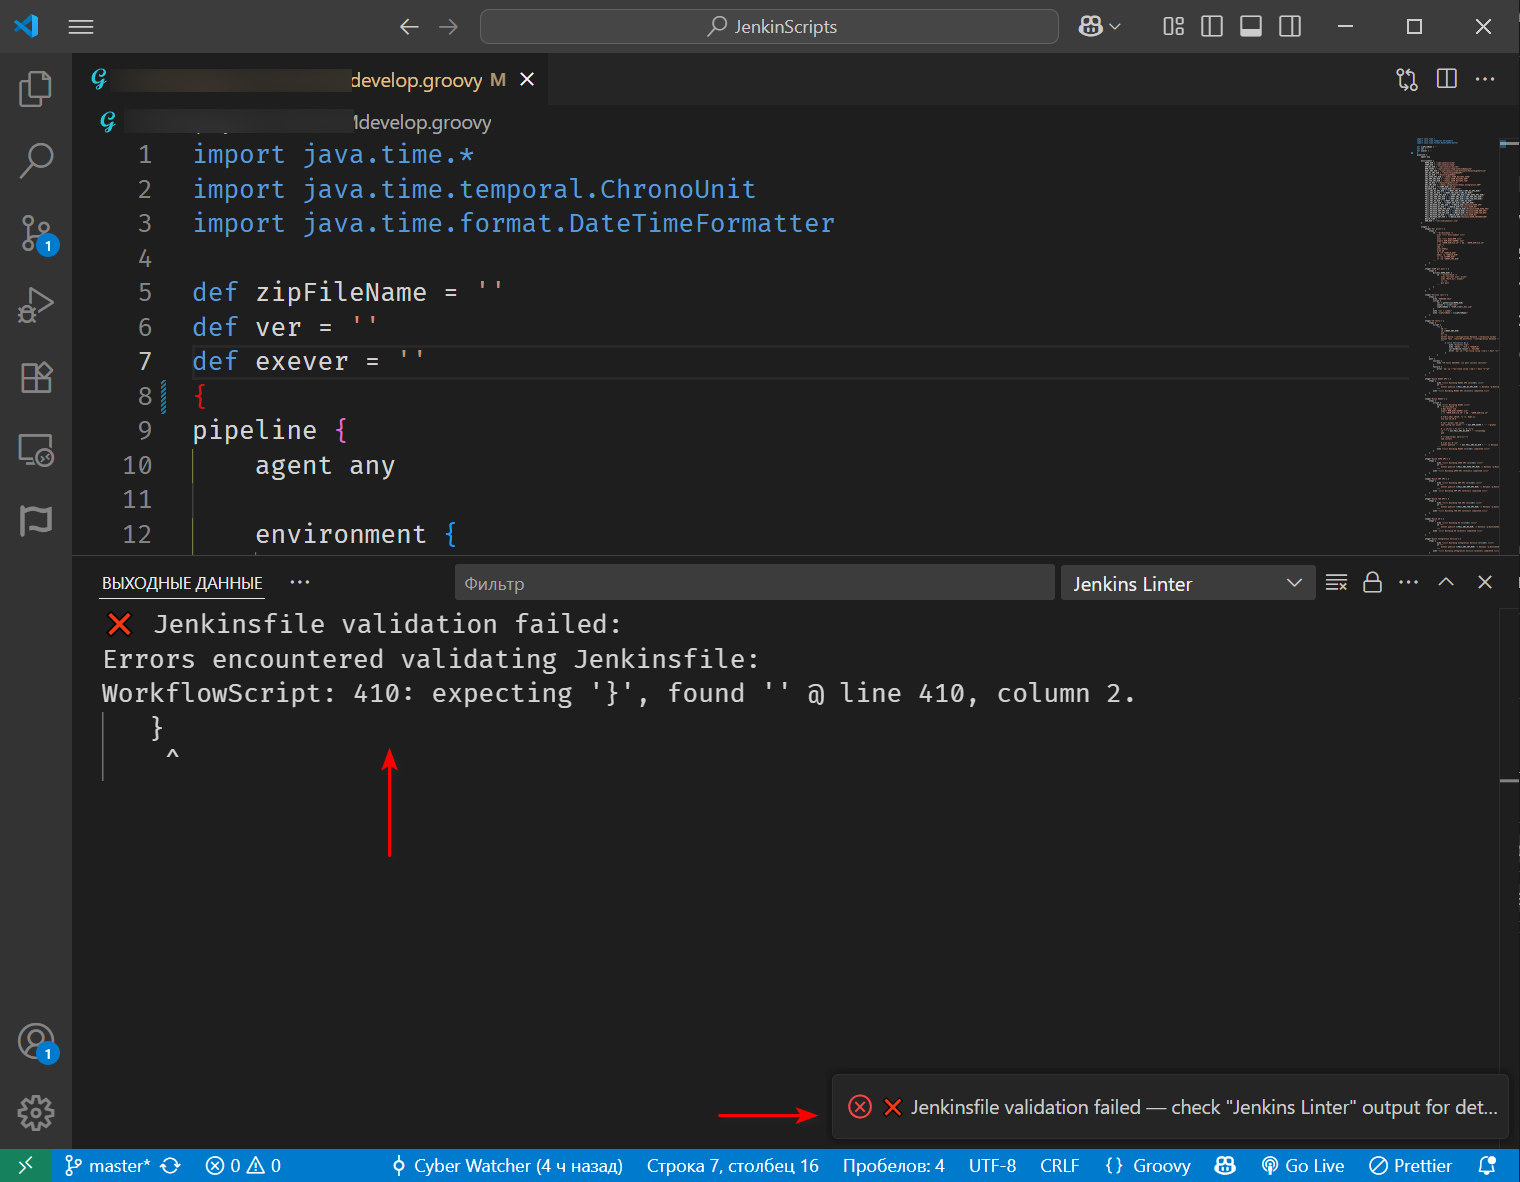 JenkinScripts
develop.groovy M
develop.groovy
1 import java.time.*
2 import java.time.temporal.ChronoUnit
3 import java.time.format.DateTimeFormatter
4
5 def zipFileName = ''
6 def ver = ''
7 def exever = ''
8 {
9 pipeline {
10 agent any
11
12 environment {
1
ВЫХОДНЫЕ ДАННЫЕ ···
Фильтр
Jenkins Linter
❌ Jenkinsfile validation failed:
Errors encountered validating Jenkinsfile:
WorkflowScript: 410: expecting '}', found '' @ line 410, column 2.
}
^
1
❌ Jenkinsfile validation failed — check "Jenkins Linter" output for det...
master* 0 0 Cyber Watcher (4 ч назад) Строка 7, столбец 16 Пробелов: 4 UTF-8 CRLF {} Groovy Go Live Prettier